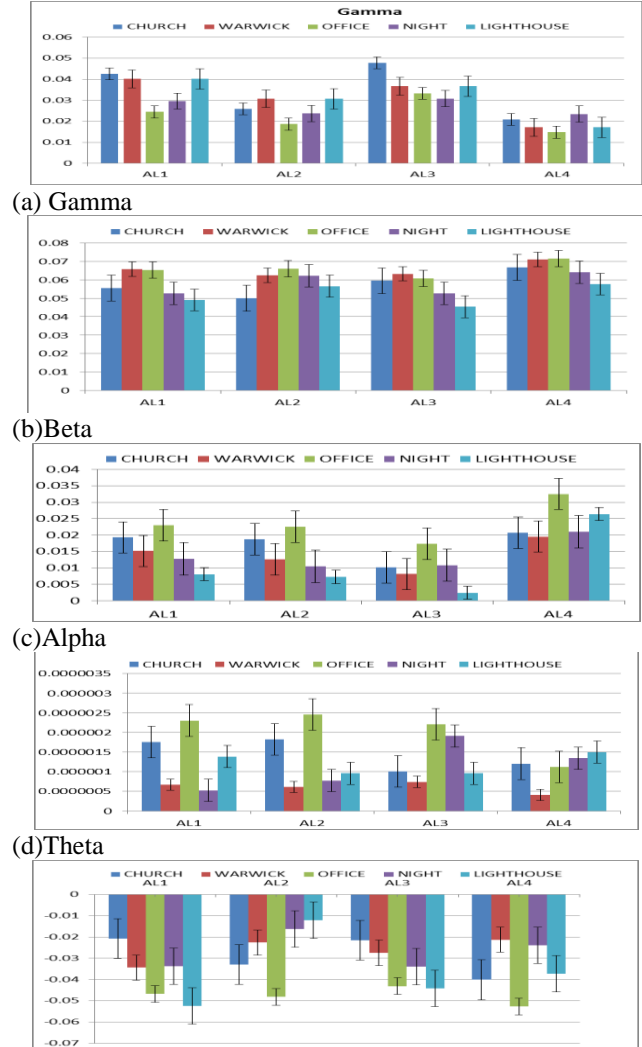 Gamma
CHURCH WARWICK OFFICE NIGHT LIGHTHOUSE
0.06
0.05
0.04
0.03
0.02
0.01
0
AL1 AL2 AL3 AL4
(a) Gamma
CHURCH WARWICK OFFICE NIGHT LIGHTHOUSE
0.08
0.07
0.06
0.05
0.04
0.03
0.02
0.01
0
AL1 AL2 AL3 AL4
(b)Beta
CHURCH WARWICK OFFICE NIGHT LIGHTHOUSE
0.04
0.035
0.03
0.025
0.02
0.015
0.01
0.005
0
AL1 AL2 AL3 AL4
(c)Alpha
CHURCH WARWICK OFFICE NIGHT LIGHTHOUSE
0.0000035
0.000003
0.0000025
0.000002
0.0000015
0.000001
0.0000005
0
AL1 AL2 AL3 AL4
(d)Theta
CHURCH WARWICK OFFICE NIGHT LIGHTHOUSE
0
AL1 AL2 AL3 AL4
-0.01
-0.02
-0.03
-0.04
-0.05
-0.06
-0.07